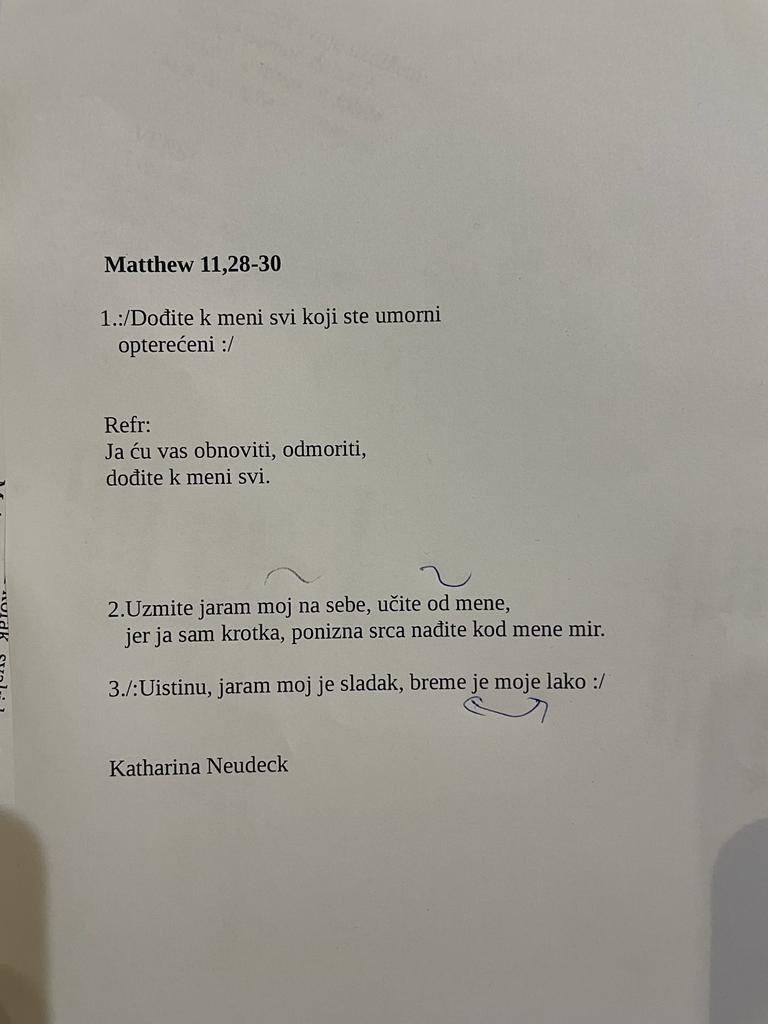 Matthew 11,28-30
1.:/Dođite k meni svi koji ste umorni
opterećeni :/
Refr:
Ja ću vas obnoviti, odmoriti,
dođite k meni svi.
2.Uzmite jaram moj na sebe, učite od mene,
jer ja sam krotka, ponizna srca nađite kod mene mir.
3./:Uistinu, jaram moj je sladak, breme je moje lako :/
Katharina Neudeck